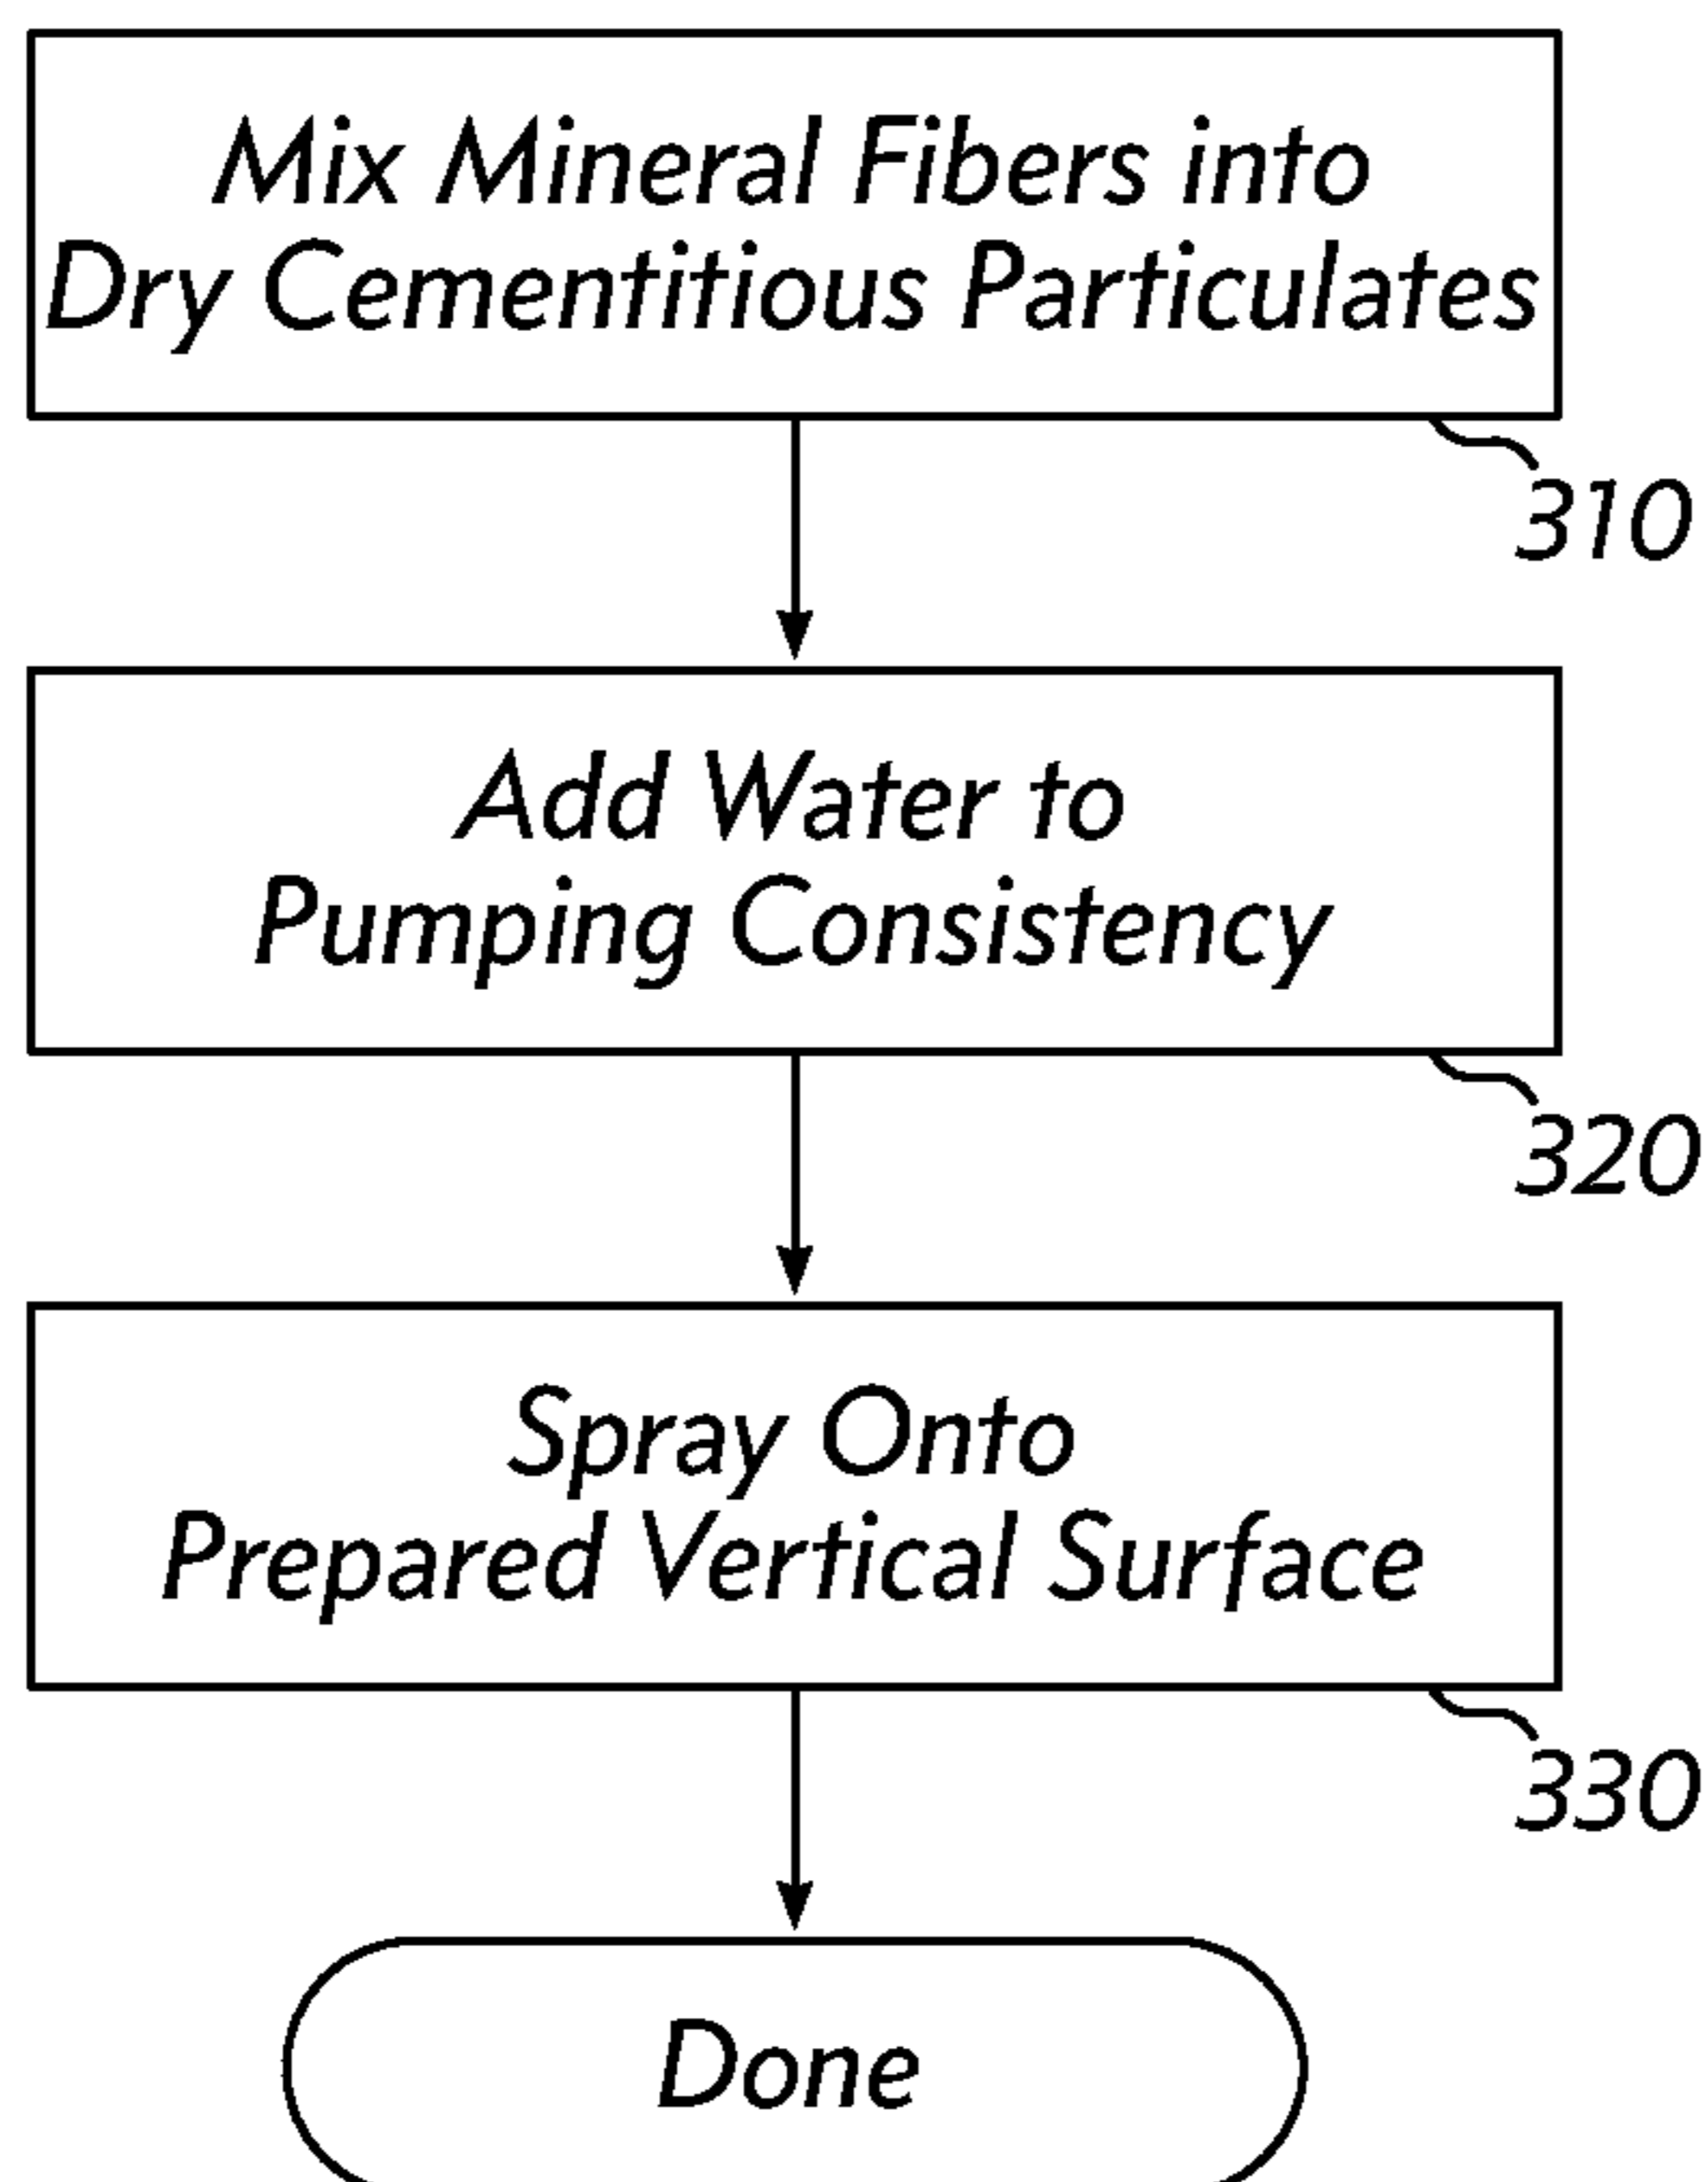 Mix Mineral Fibers into
Dry Cementitious Particulates
310
Add Water to
Pumping Consistency
320
Spray Onto
Prepared Vertical Surface
330
Done